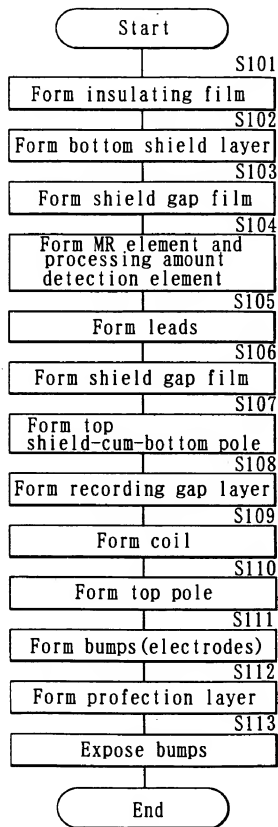 Start
S101
Form insulating film
S102
Form bottom shield layer
S103
Form shield gap film
S104
Form MR element and
processing amount
detection element
S105
Form leads
S106
Form shield gap film
S107
Form top
shield-cum-bottom pole
S108
Form recording gap layer
S109
Form coil
S110
Form top pole
S111
Form bumps(electrodes)
S112
Form profection layer
S113
Expose bumps
End